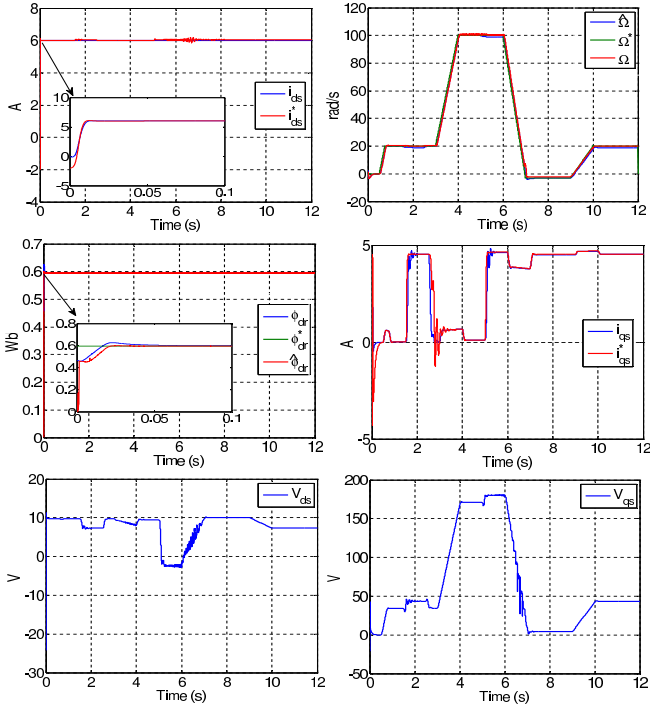 10
8
6
4
2
0
-2
-4
A
0 2 4 6 8 10 12
Time (s)
i_ds
i*_ds
10
5
0
-5
0 0.05 0.1
120
100
80
60
40
20
0
-20
rad/s
0 2 4 6 8 10 12
Time (s)
Ω̂
Ω*
Ω
0.7
0.6
0.5
0.4
0.3
0.2
0.1
0
Wb
0 2 4 6 8 10 12
Time (s)
ϕ_dr
ϕ*_dr
ϕ̂_dr
0.8
0.6
0.4
0.2
0
0 0.05 0.1
5
0
-5
A
0 2 4 6 8 10 12
Time (s)
i_qs
i*_qs
20
10
0
-10
-20
-30
V
0 2 4 6 8 10 12
Time (s)
V_ds
200
150
100
50
0
-50
V
0 2 4 6 8 10 12
Time (s)
V_qs